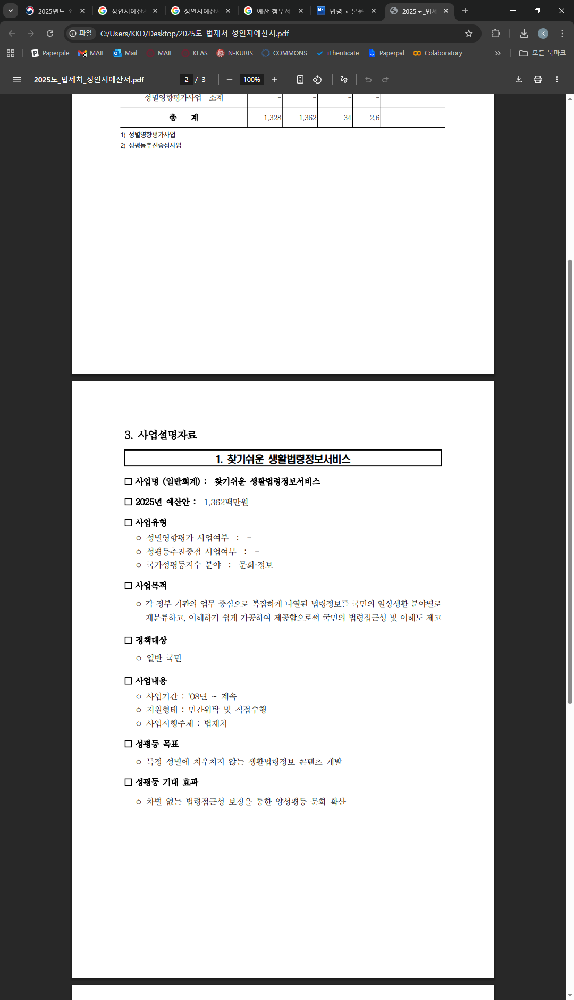 2025년도 조
성인지예산
성인지예산
예산 첨부서
법 법령 > 본문
2025도_법제
파일 C:/Users/KKD/Desktop/2025도_법제처_성인지예산서.pdf K
Paperpile MAIL Mail MAIL KLAS N-KURIS COMMONS iThenticate Paperpal Colaboratory » 모든 북마크
2025도_법제처_성인지예산서.pdf 2 / 3 100%
성별영향평가사업 소계 - - - -
총 계 1,328 1,362 34 2.6
1) 성별영향평가사업
2) 성평등추진중점사업
3. 사업설명자료
1. 찾기쉬운 생활법령정보서비스
□ 사업명 (일반회계) : 찾기쉬운 생활법령정보서비스
□ 2025년 예산안 : 1,362백만원
□ 사업유형
ㅇ 성별영향평가 사업여부 : -
ㅇ 성평등추진중점 사업여부 : -
ㅇ 국가성평등지수 분야 : 문화·정보
□ 사업목적
ㅇ 각 정부 기관의 업무 중심으로 복잡하게 나열된 법령정보를 국민의 일상생활 분야별로
재분류하고, 이해하기 쉽게 가공하여 제공함으로써 국민의 법령접근성 및 이해도 제고
□ 정책대상
ㅇ 일반 국민
□ 사업내용
ㅇ 사업기간 : '08년 ~ 계속
ㅇ 지원형태 : 민간위탁 및 직접수행
ㅇ 사업시행주체 : 법제처
□ 성평등 목표
ㅇ 특정 성별에 치우치지 않는 생활법령정보 콘텐츠 개발
□ 성평등 기대 효과
ㅇ 차별 없는 법령접근성 보장을 통한 양성평등 문화 확산